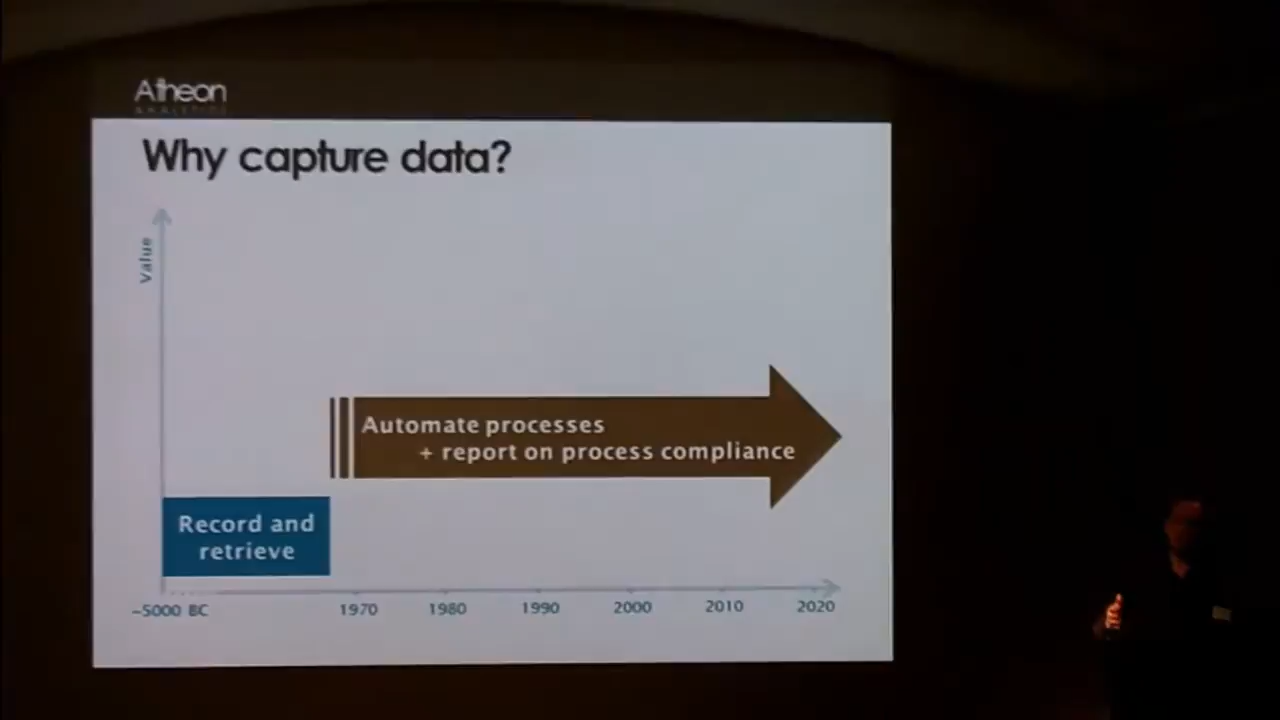 Atheon
ANALYTICS
Why capture data?
Value
Automate processes
+ report on process compliance
Record and
retrieve
~5000 BC
1970
1980
1990
2000
2010
2020